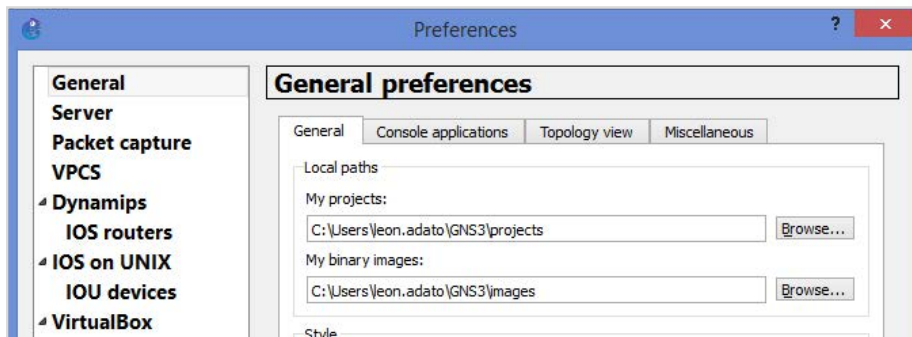 Preferences
?
×
General
Server
Packet capture
VPCS
Dynamips
IOS routers
IOS on UNIX
IOU devices
VirtualBox
General preferences
General Console applications Topology view Miscellaneous
Local paths
My projects:
C:\Users\leon.adato\GNS3\projects Browse...
My binary images:
C:\Users\leon.adato\GNS3\images Browse...
Style